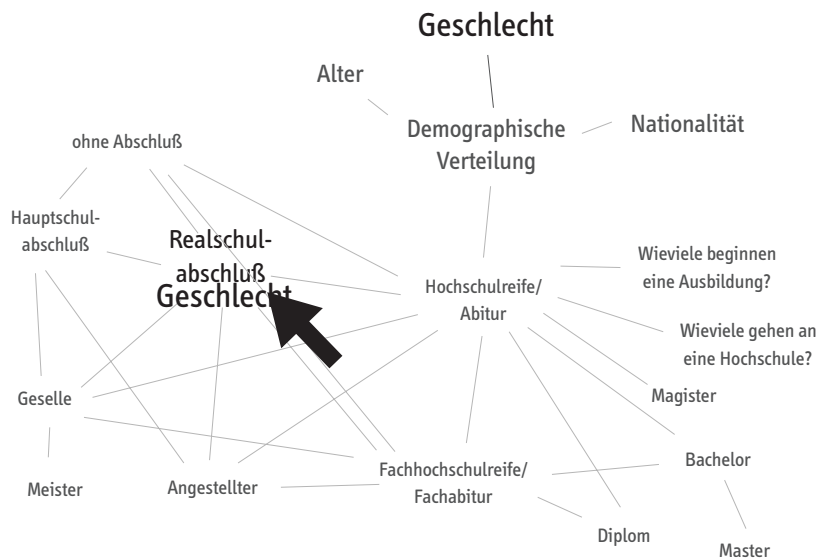 Geschlecht
Alter
Demographische
Verteilung
Nationalität
ohne Abschluß
Hauptschul-
abschluß
Realschul-
abschluß
Geschlecht
Hochschulreife/
Abitur
Wieviele beginnen
eine Ausbildung?
Wieviele gehen an
eine Hochschule?
Geselle
Magister
Meister
Angestellter
Fachhochschulreife/
Fachabitur
Bachelor
Diplom
Master